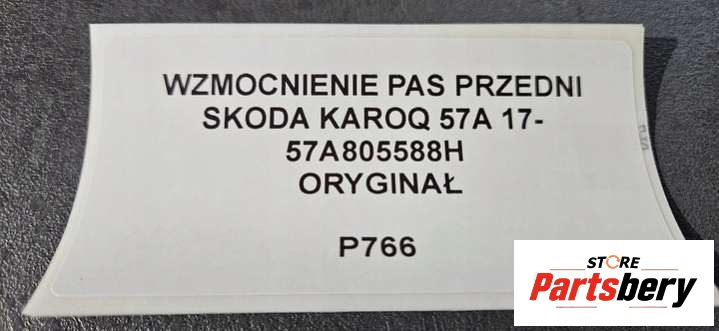 WZMOCNIENIE PAS PRZEDNI
SKODA KAROQ 57A 17-
57A805588H
ORYGINAŁ
P766
STORE
Partsbery